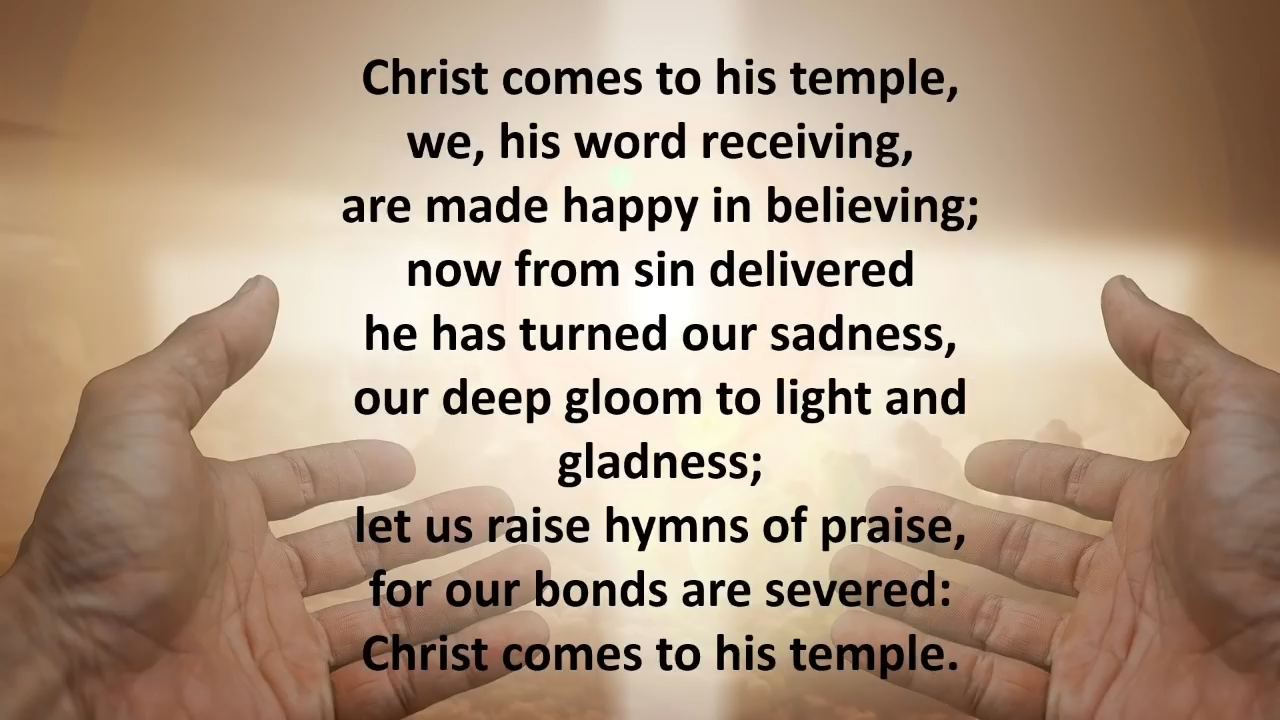 Christ comes to his temple,
we, his word receiving,
are made happy in believing;
now from sin delivered
he has turned our sadness,
our deep gloom to light and
gladness;
let us raise hymns of praise,
for our bonds are severed:
Christ comes to his temple.